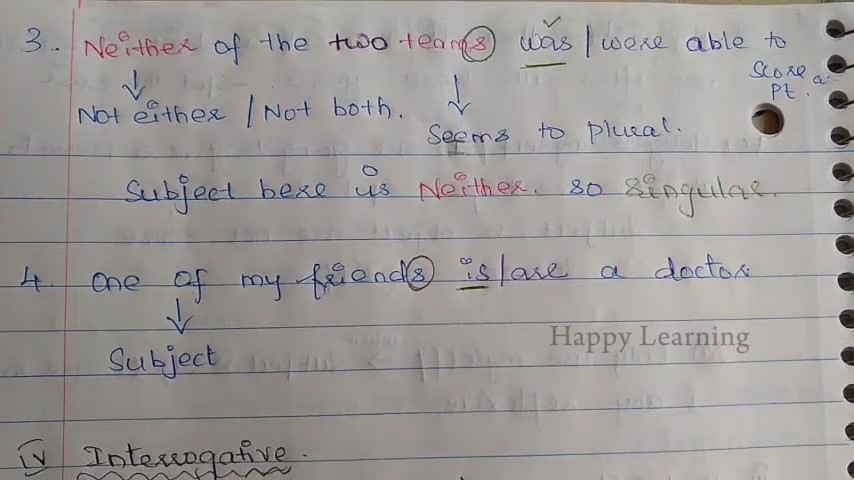 3. Neither of the two teams was / were able to
score a
pt.
Not either / Not both.
Seems to plural.
Subject here is Neither. so singular.
4. One of my friends is/are a doctor.
Subject
Happy Learning
iv Interrogative.